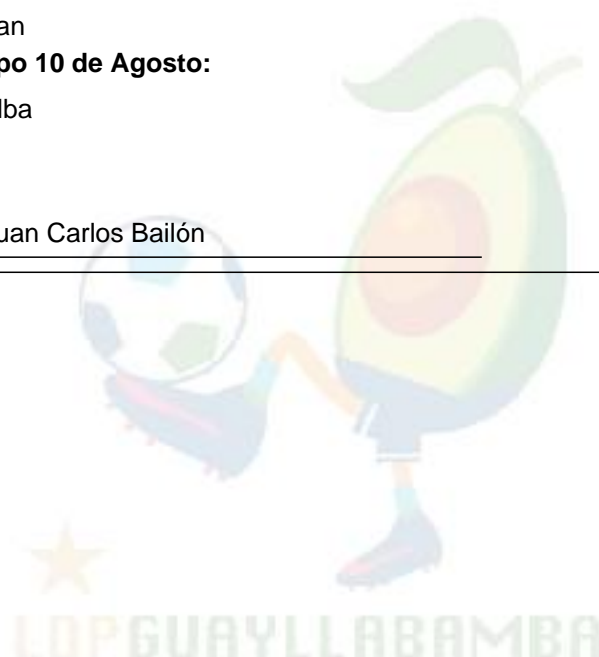 an
po 10 de Agosto:
lba
uan Carlos Bailón
LDPGUAYLLABAMBA